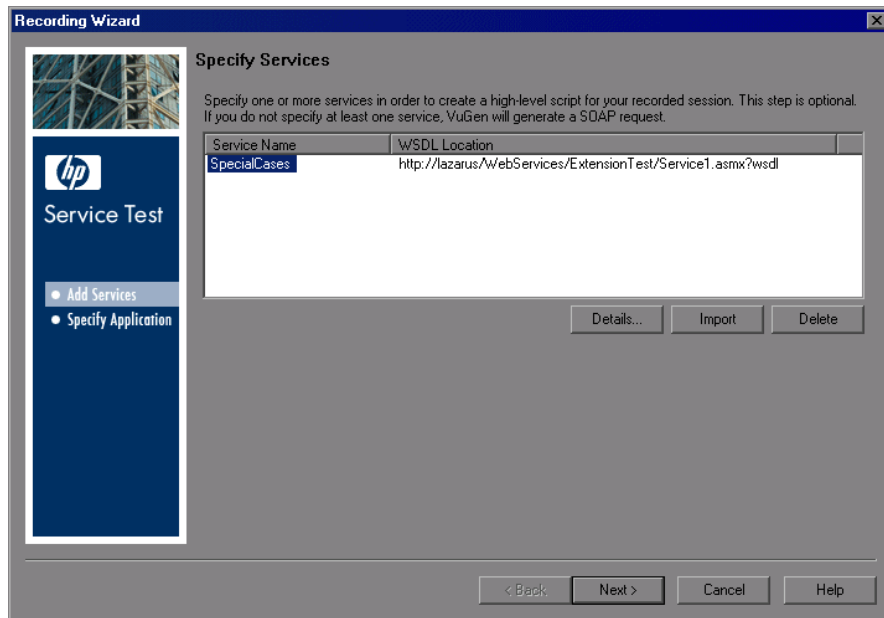 Recording Wizard
Specify Services
Specify one or more services in order to create a high-level script for your recorded session. This step is optional.
If you do not specify at least one service, VuGen will generate a SOAP request.
Service Name WSDL Location
SpecialCases http://lazarus/WebServices/ExtensionTest/Service1.asmx?wsdl
hp
Service Test
Add Services
Specify Application
Details... Import Delete
< Back Next > Cancel Help